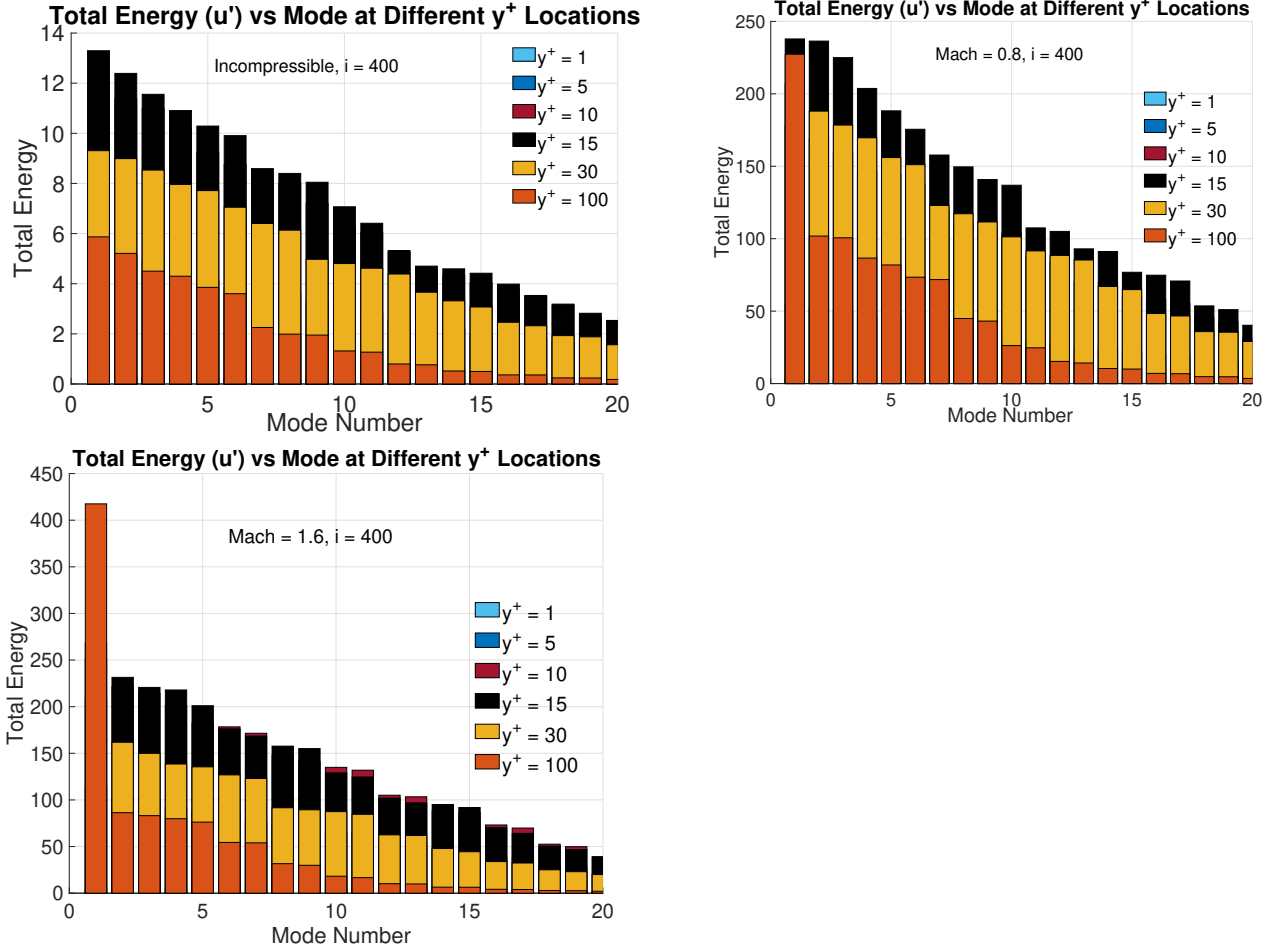 Total Energy (u') vs Mode at Different y+ Locations
14
12
10
8
6
4
2
0
Total Energy
Incompressible, i = 400
y+ = 1
y+ = 5
y+ = 10
y+ = 15
y+ = 30
y+ = 100
0
5
10
15
20
Mode Number
Total Energy (u') vs Mode at Different y+ Locations
250
200
150
100
50
0
Total Energy
Mach = 0.8, i = 400
y+ = 1
y+ = 5
y+ = 10
y+ = 15
y+ = 30
y+ = 100
0
5
10
15
20
Mode Number
Total Energy (u') vs Mode at Different y+ Locations
450
400
350
300
250
200
150
100
50
0
Total Energy
Mach = 1.6, i = 400
y+ = 1
y+ = 5
y+ = 10
y+ = 15
y+ = 30
y+ = 100
0
5
10
15
20
Mode Number